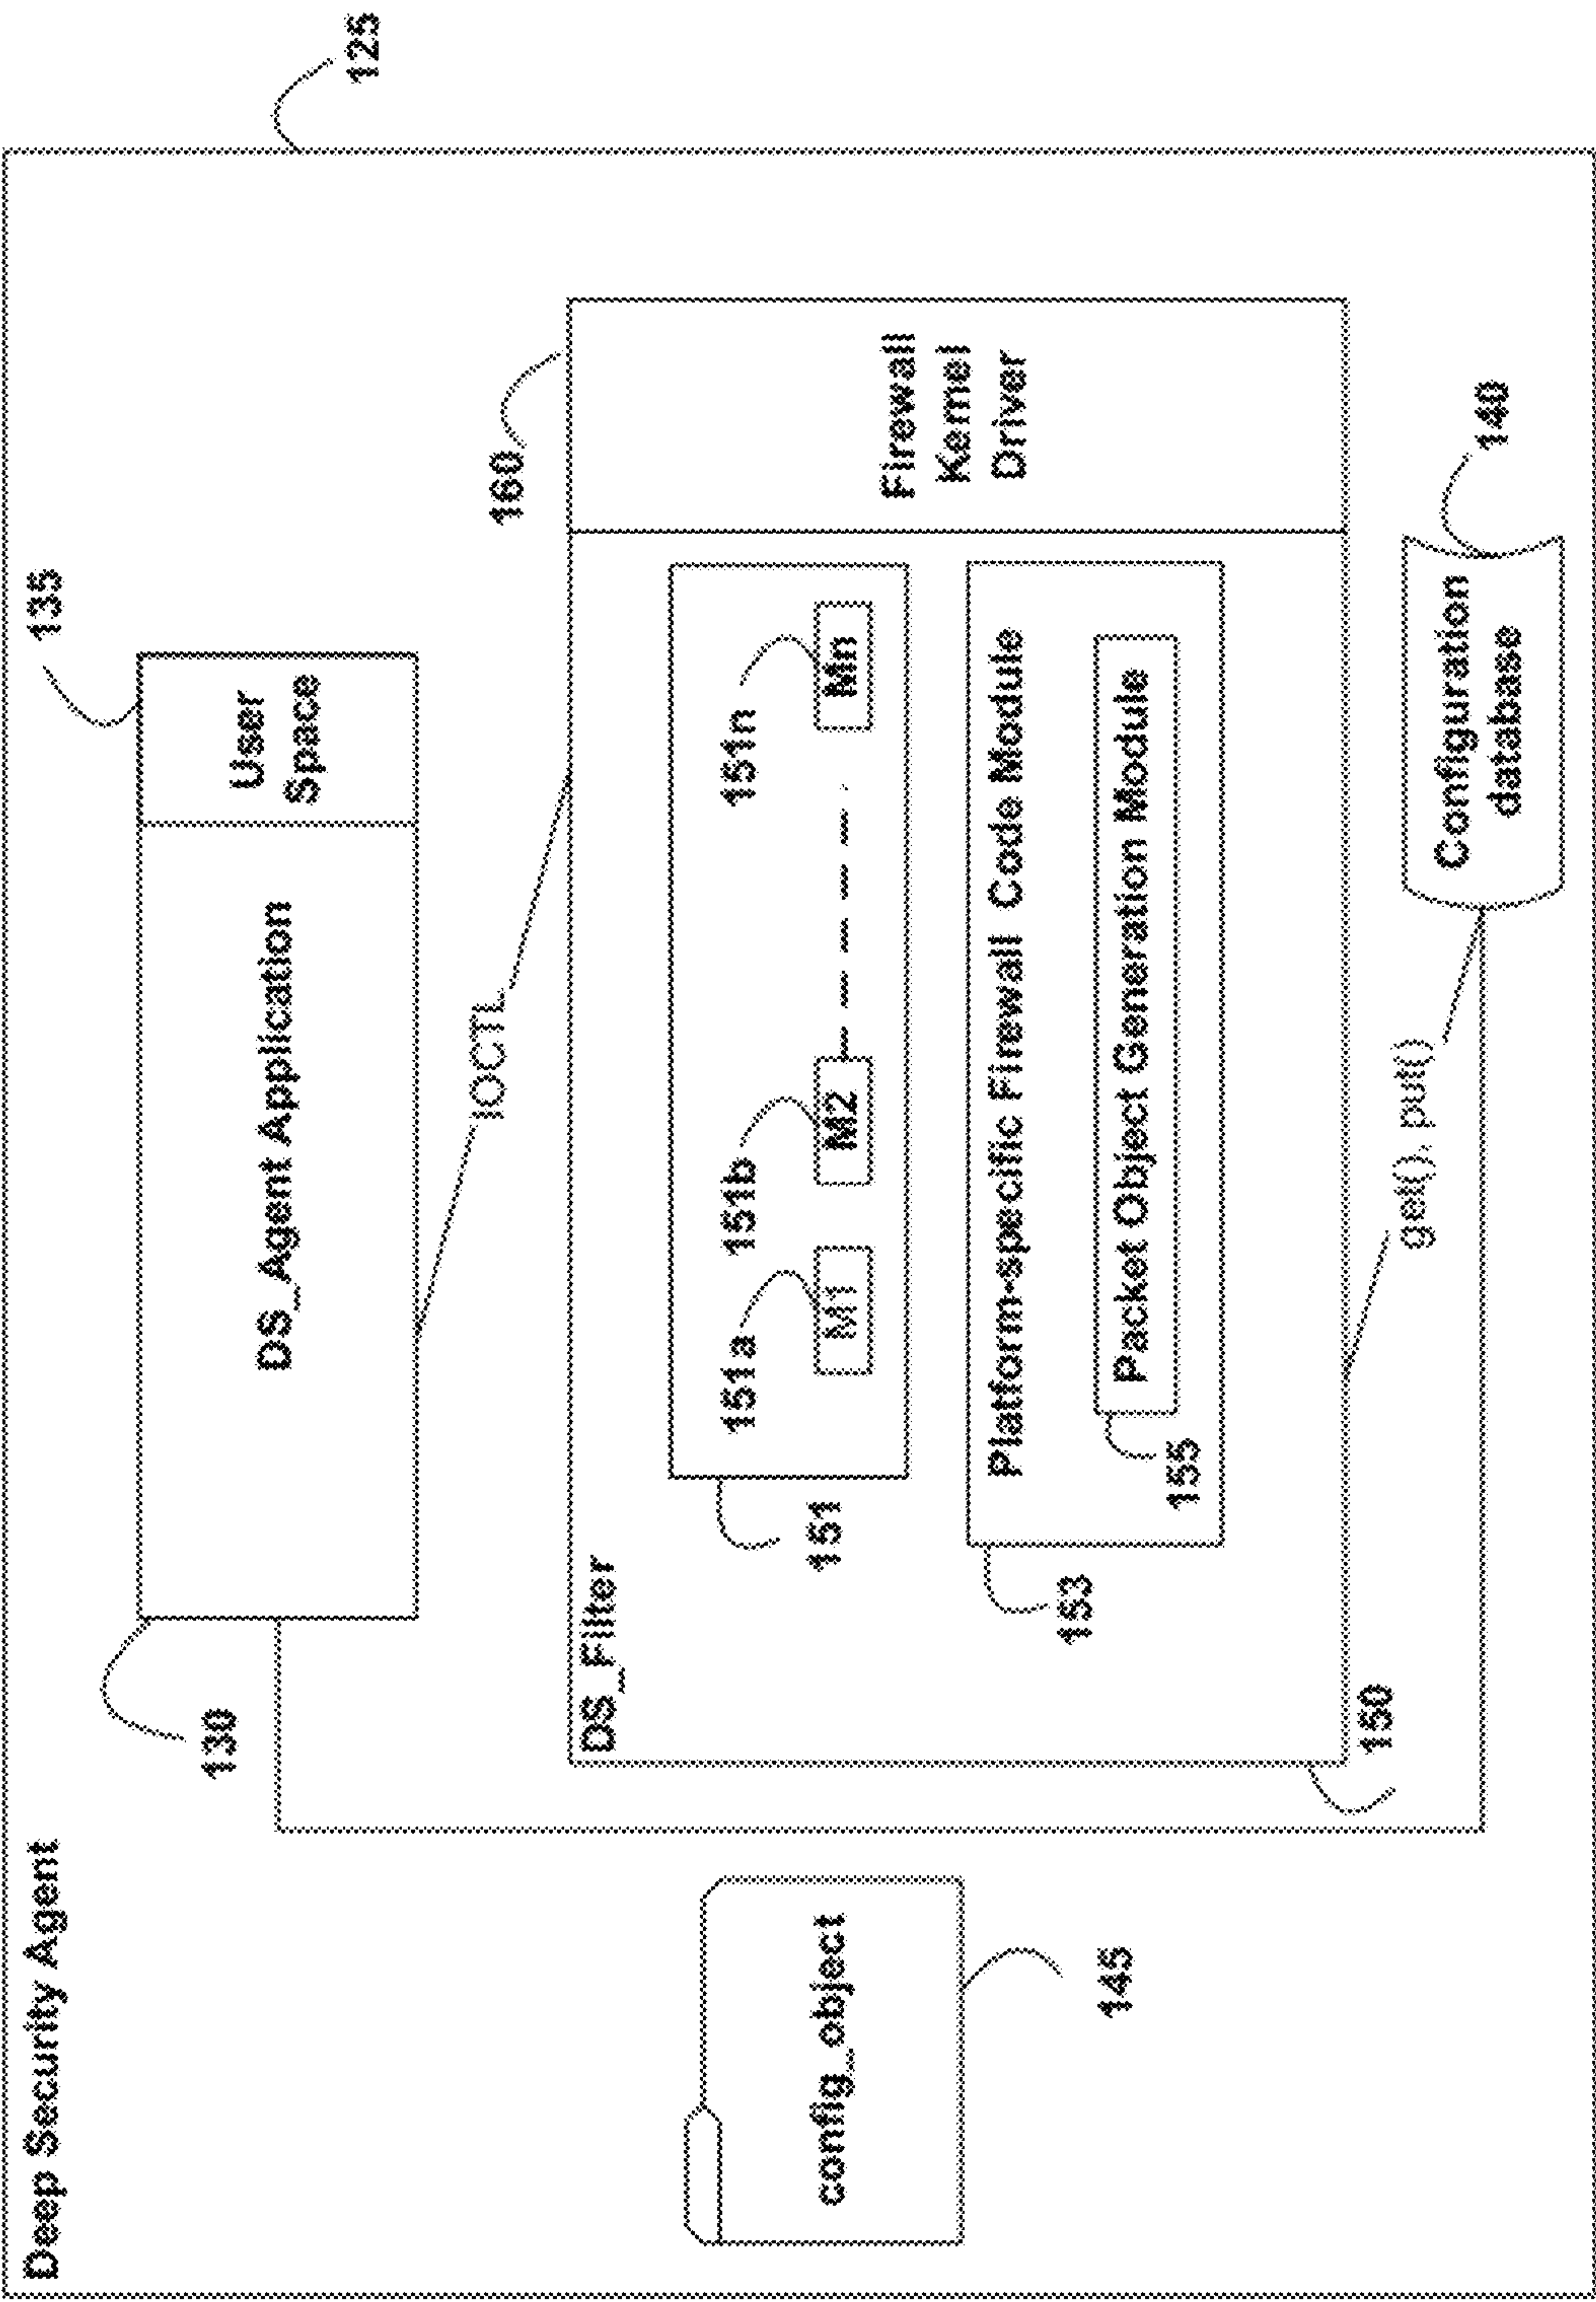 Deep Security Agent
125
130
135
DS_Agent Application
User
Space
IOCTL
160
DS_Filter
Firewall
Kernel
Driver
151a
151b
151n
M1
M2
Mn
151
Platform-specific Firewall Code Module
Packet Object Generation Module
155
153
150
config_object
145
get(), put()
Configuration
database
140